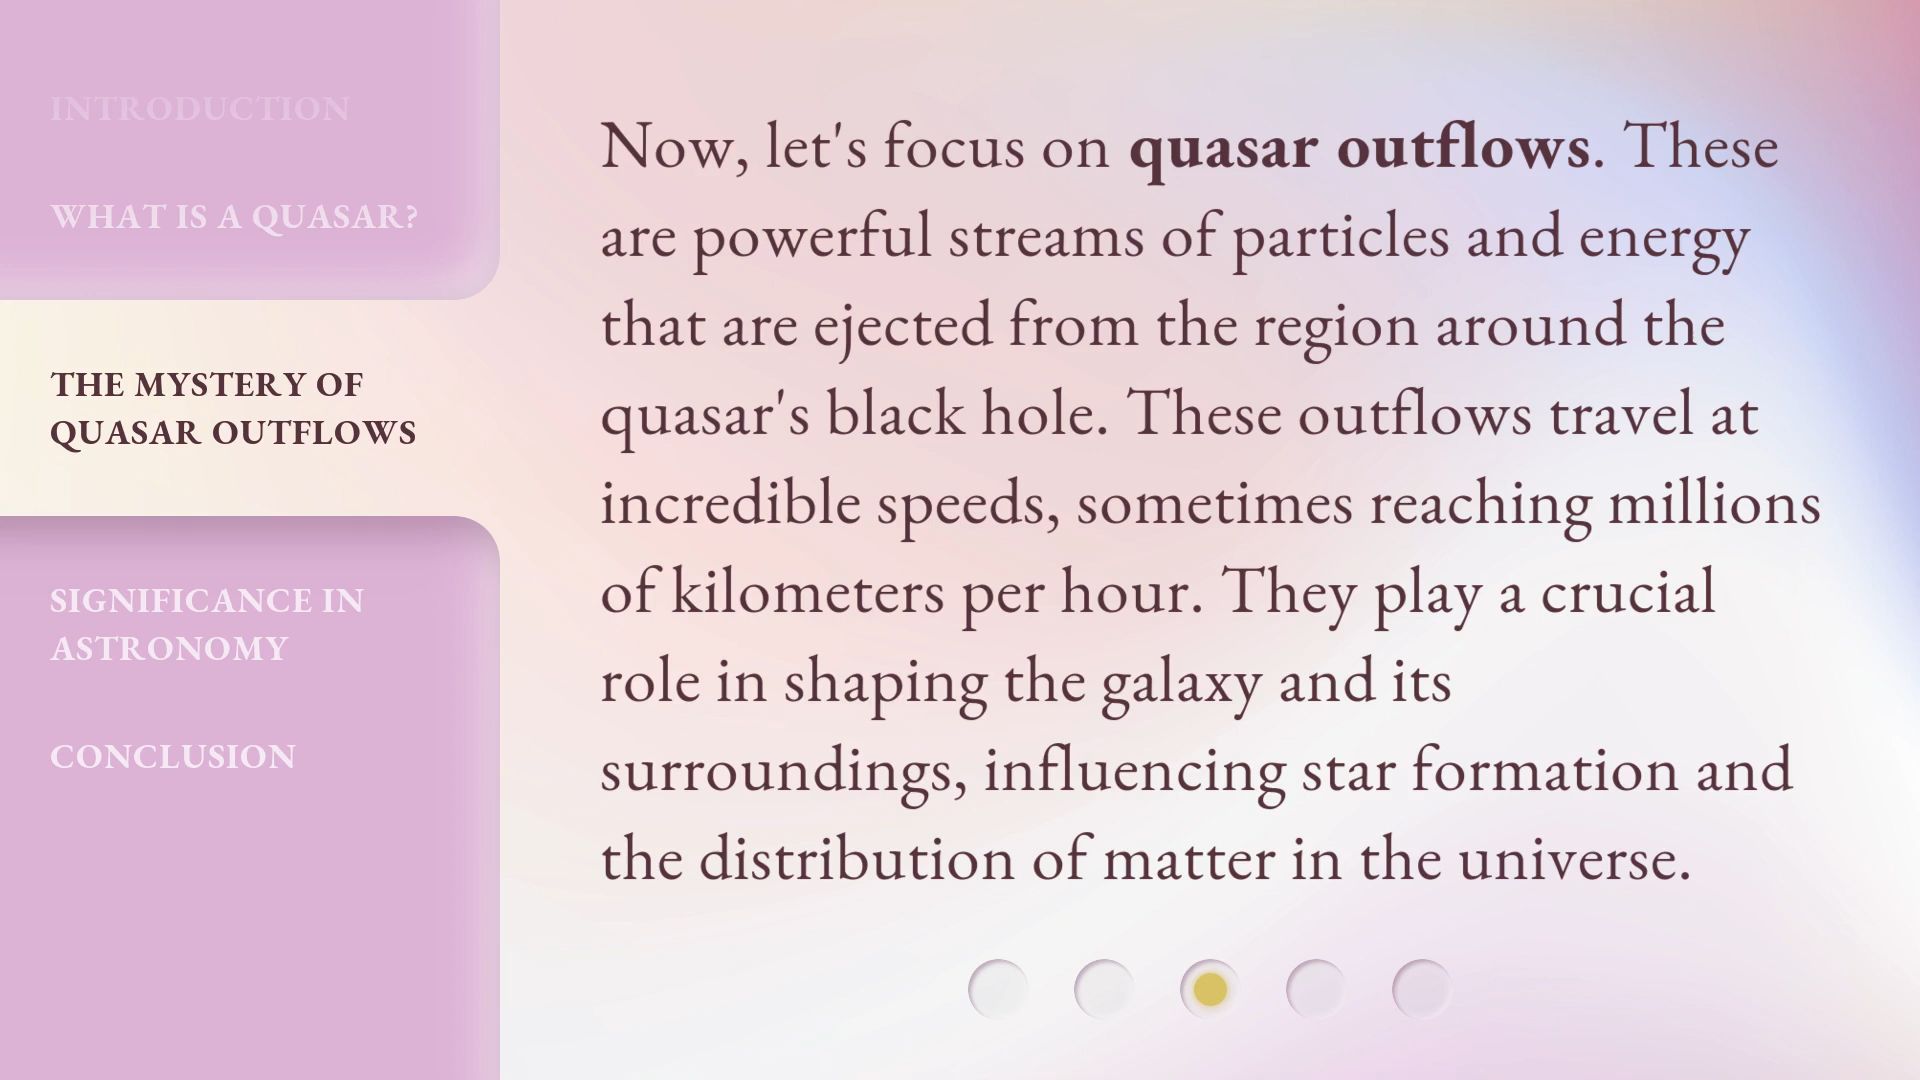 INTRODUCTION
WHAT IS A QUASAR?
THE MYSTERY OF
QUASAR OUTFLOWS
SIGNIFICANCE IN
ASTRONOMY
CONCLUSION
Now, let's focus on quasar outflows. These
are powerful streams of particles and energy
that are ejected from the region around the
quasar's black hole. These outflows travel at
incredible speeds, sometimes reaching millions
of kilometers per hour. They play a crucial
role in shaping the galaxy and its
surroundings, influencing star formation and
the distribution of matter in the universe.